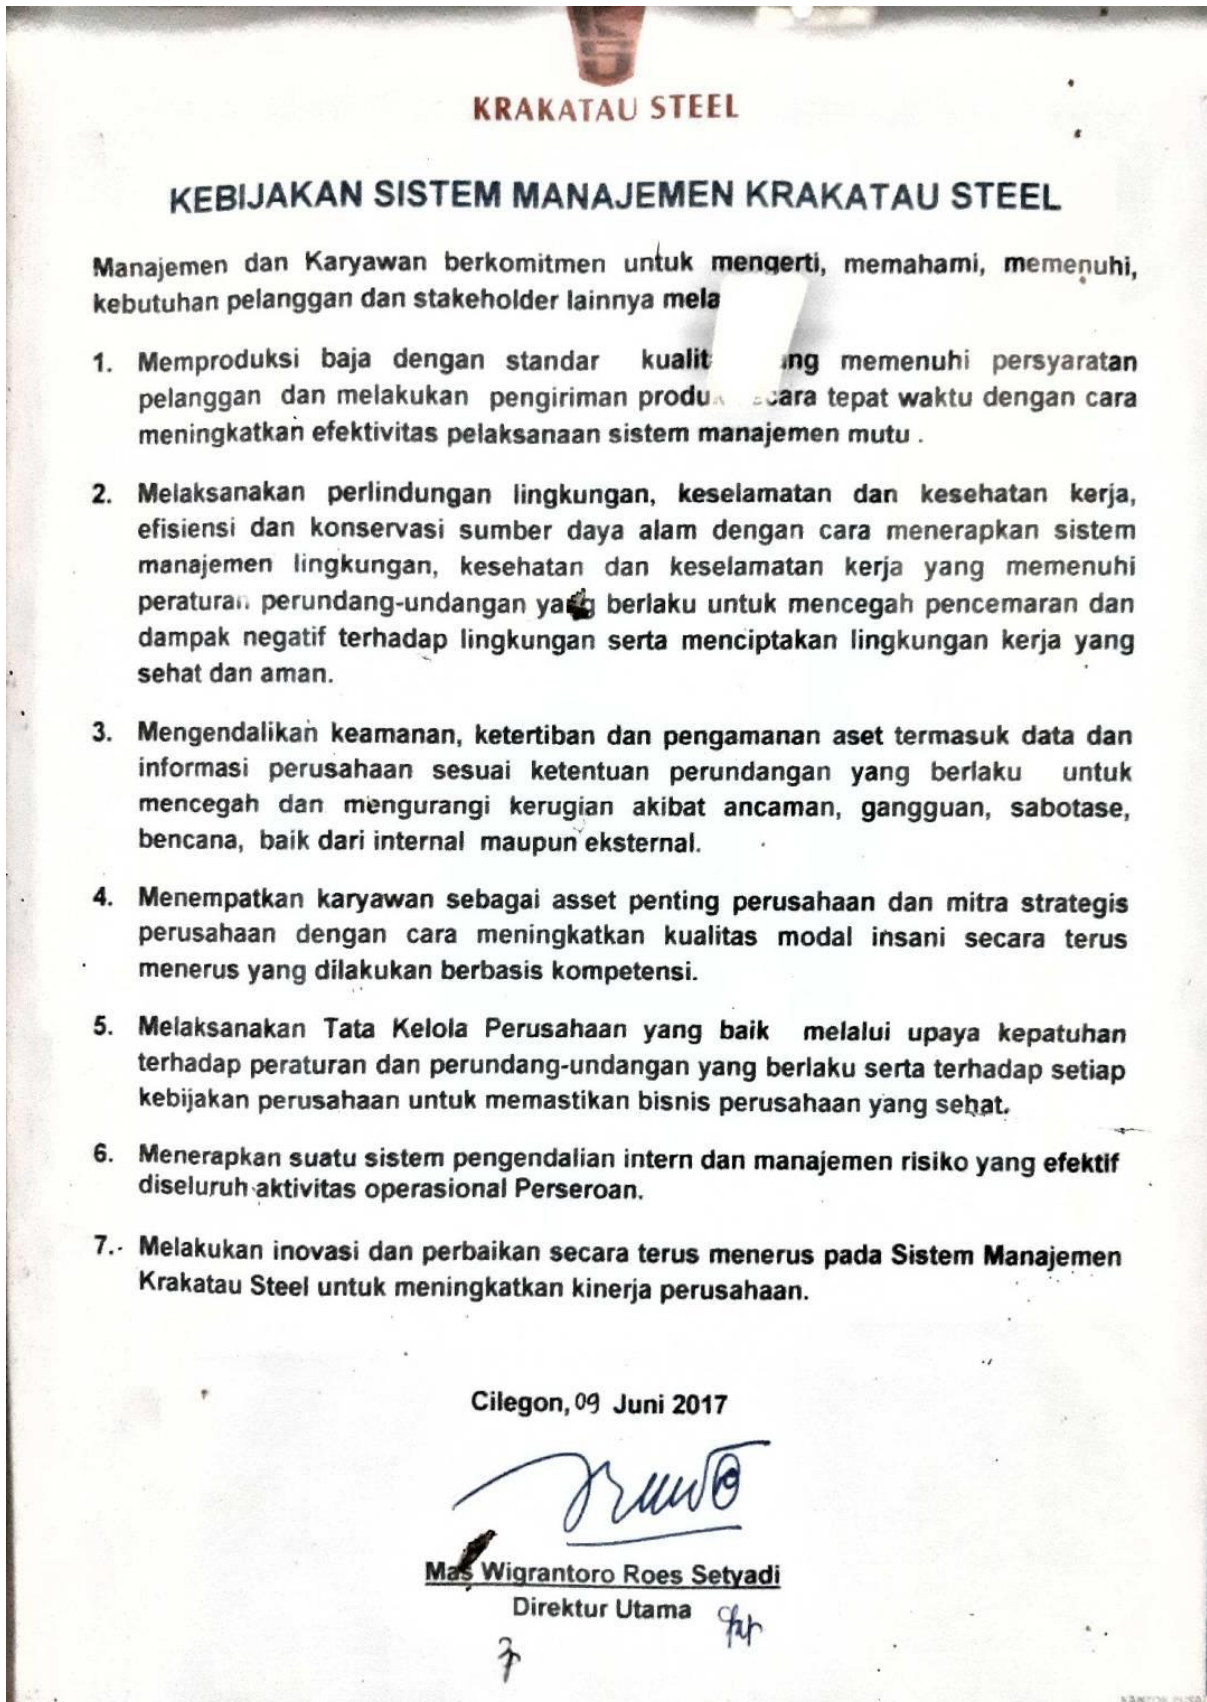 KRAKATAU STEEL
KEBIJAKAN SISTEM MANAJEMEN KRAKATAU STEEL
Manajemen dan Karyawan berkomitmen untuk mengerti, memahami, memenuhi,
kebutuhan pelanggan dan stakeholder lainnya
1. Memproduksi baja dengan standar memenuhi persyaratan
pelanggan dan melakukan pengiriman tepat waktu dengan cara
meningkatkan efektivitas pelaksanaan sistem manajemen mutu .
2. Melaksanakan perlindungan lingkungan, keselamatan dan kesehatan kerja,
efisiensi dan konservasi sumber daya alam dengan cara menerapkan sistem
manajemen lingkungan, kesehatan dan keselamatan kerja yang memenuhi
peraturan perundang-undangan yang berlaku untuk mencegah pencemaran dan
dampak negatif terhadap lingkungan serta menciptakan lingkungan kerja yang
sehat dan aman.
3. Mengendalikan keamanan, ketertiban dan pengamanan aset termasuk data dan
informasi perusahaan sesuai ketentuan perundangan yang berlaku untuk
mencegah dan mengurangi kerugian akibat ancaman, gangguan, sabotase,
bencana, baik dari internal maupun eksternal.
4. Menempatkan karyawan sebagai asset penting perusahaan dan mitra strategis
perusahaan dengan cara meningkatkan kualitas modal insani secara terus
menerus yang dilakukan berbasis kompetensi.
5. Melaksanakan Tata Kelola Perusahaan yang baik melalui upaya kepatuhan
terhadap peraturan dan perundang-undangan yang berlaku serta terhadap setiap
kebijakan perusahaan untuk memastikan bisnis perusahaan yang sehat.
6. Menerapkan suatu sistem pengendalian intern dan manajemen risiko yang efektif
diseluruh aktivitas operasional Perseroan.
7. Melakukan inovasi dan perbaikan secara terus menerus pada Sistem Manajemen
Krakatau Steel untuk meningkatkan kinerja perusahaan.
Cilegon, 09 Juni 2017
Mas Wigrantoro Roes Setyadi
Direktur Utama